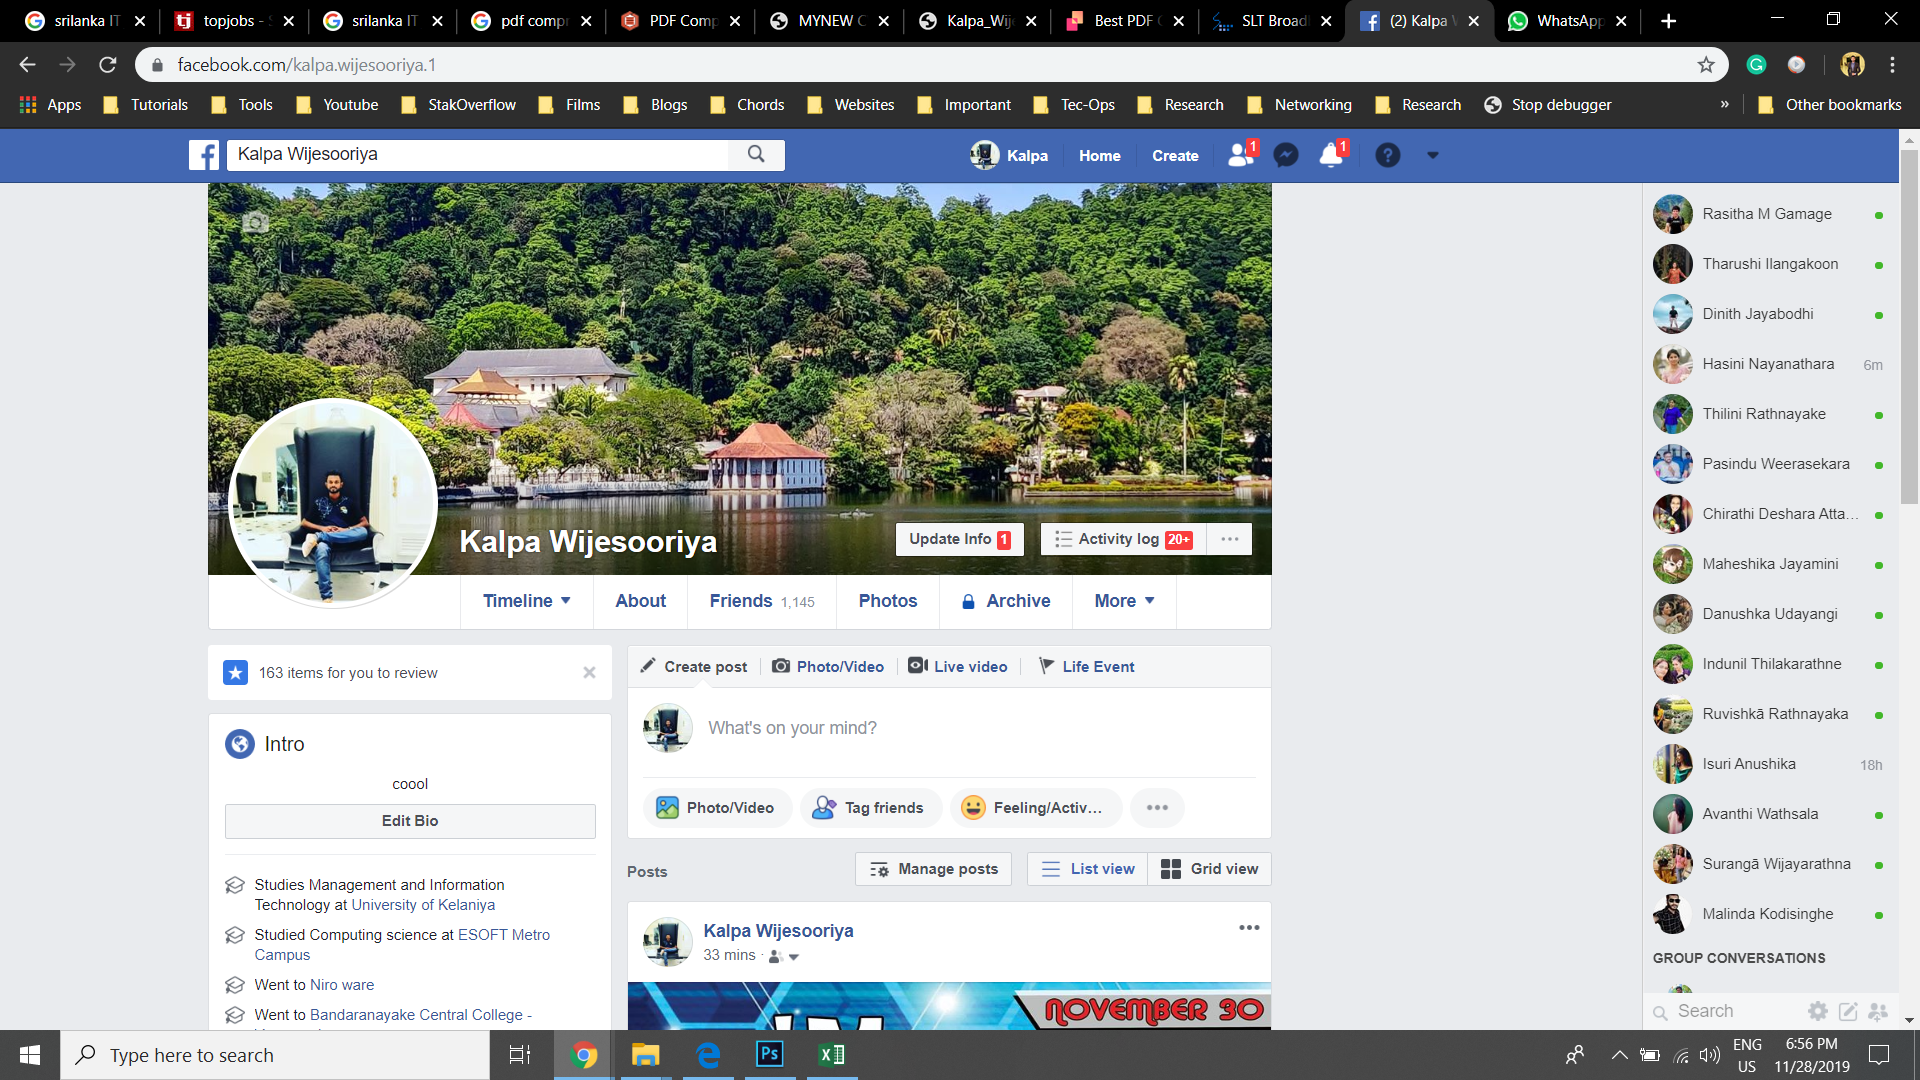 srilanka IT
topjobs - S
srilanka IT
pdf compr
PDF Comp
MYNEW C
Kalpa_Wij
Best PDF C
SLT Broad
(2) Kalpa W
WhatsApp
facebook.com/kalpa.wijesooriya.1
Apps
Tutorials
Tools
Youtube
StakOverflow
Films
Blogs
Chords
Websites
Important
Tec-Ops
Research
Networking
Research
Stop debugger
»
Other bookmarks
Kalpa Wijesooriya
Kalpa
Home
Create
1
1
Kalpa Wijesooriya
Update Info 1
Activity log 20+
Timeline
About
Friends 1,145
Photos
Archive
More
163 items for you to review
Intro
coool
Edit Bio
Studies Management and Information
Technology at University of Kelaniya
Studied Computing science at ESOFT Metro
Campus
Went to Niro ware
Went to Bandaranayake Central College -
Create post
Photo/Video
Live video
Life Event
What's on your mind?
Photo/Video
Tag friends
Feeling/Activ...
Posts
Manage posts
List view
Grid view
Kalpa Wijesooriya
33 mins ·
NOVEMBER 30
Rasitha M Gamage
Tharushi Ilangakoon
Dinith Jayabodhi
Hasini Nayanathara 6m
Thilini Rathnayake
Pasindu Weerasekara
Chirathi Deshara Atta...
Maheshika Jayamini
Danushka Udayangi
Indunil Thilakarathne
Ruvishkā Rathnayaka
Isuri Anushika 18h
Avanthi Wathsala
Surangā Wijayarathna
Malinda Kodisinghe
GROUP CONVERSATIONS
Search
Type here to search
Ps
ENG
US
6:56 PM
11/28/2019